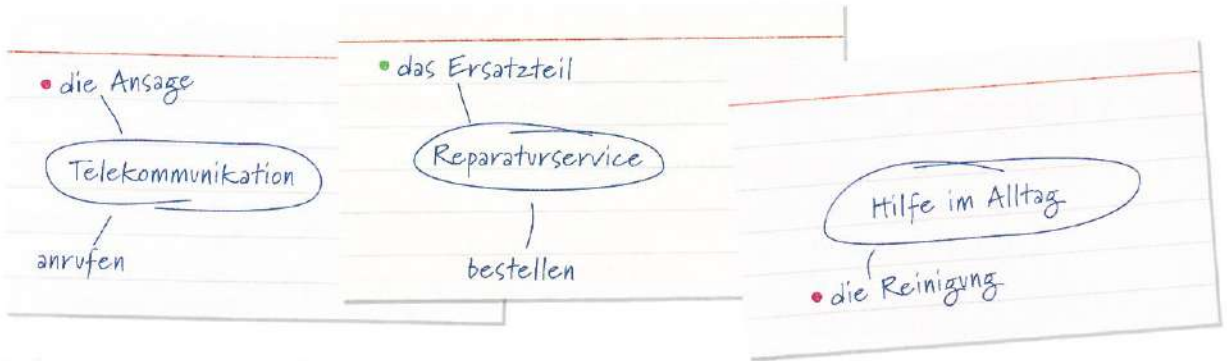 die Ansage
Telekommunikation
anrufen
das Ersatzteil
Reparaturservice
bestellen
Hilfe im Alltag
die Reinigung